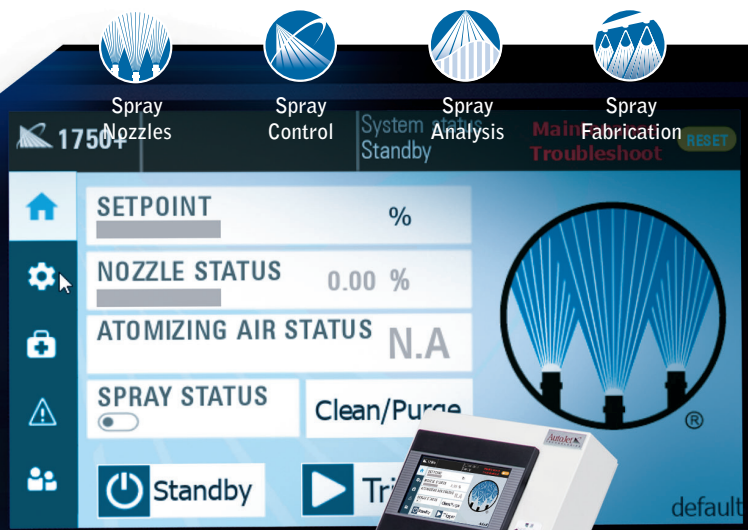 Spray
Nozzles
Spray
Control
Spray
Analysis
Spray
Fabrication
1750+
System status
Standby
Troubleshoot
RESET
SETPOINT
%
NOZZLE STATUS
0.00 %
ATOMIZING AIR STATUS
N.A
SPRAY STATUS
Clean/Purge
®
Standby
Tri
default
AutoJet